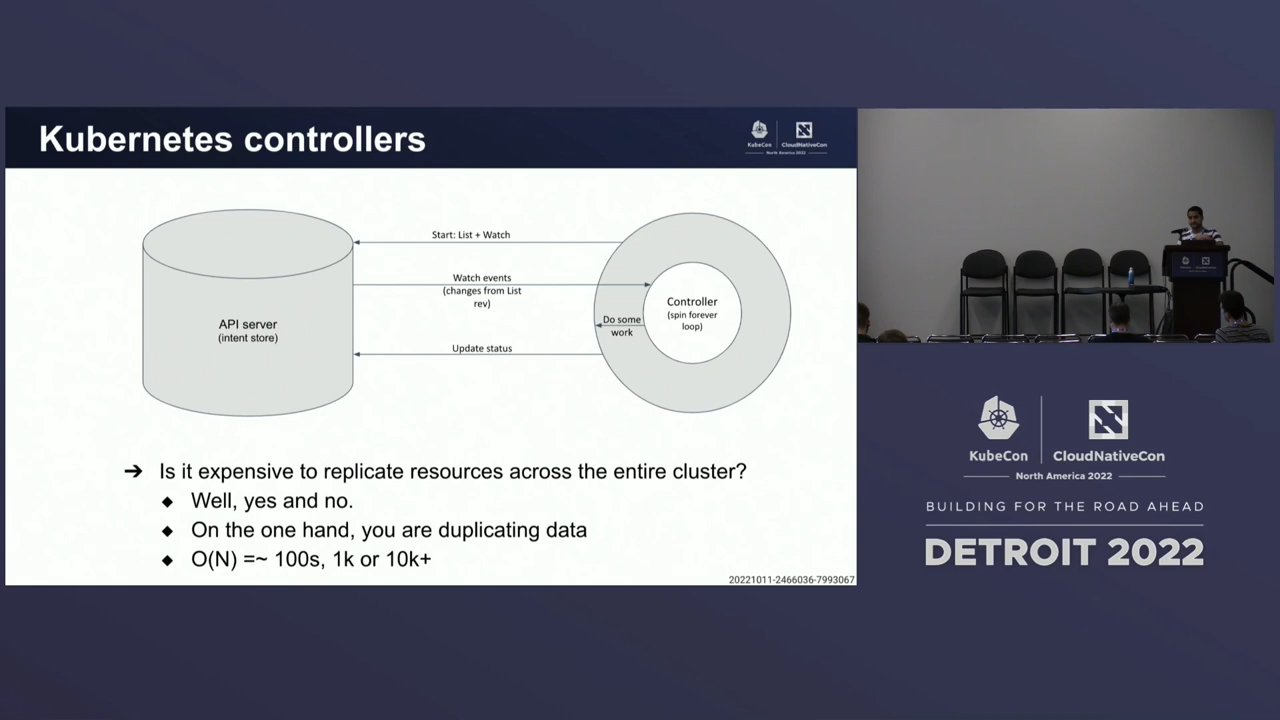 Kubernetes controllers
KubeCon
CloudNativeCon
North America 2022
Start: List + Watch
Watch events
(changes from List
rev)
API server
(intent store)
Controller
(spin forever
loop)
Do some
work
Update status
➔ Is it expensive to replicate resources across the entire cluster?
◆ Well, yes and no.
◆ On the one hand, you are duplicating data
◆ O(N) =~ 100s, 1k or 10k+
20221011-2466036-7993067
KubeCon
CloudNativeCon
North America 2022
BUILDING FOR THE ROAD AHEAD
DETROIT 2022